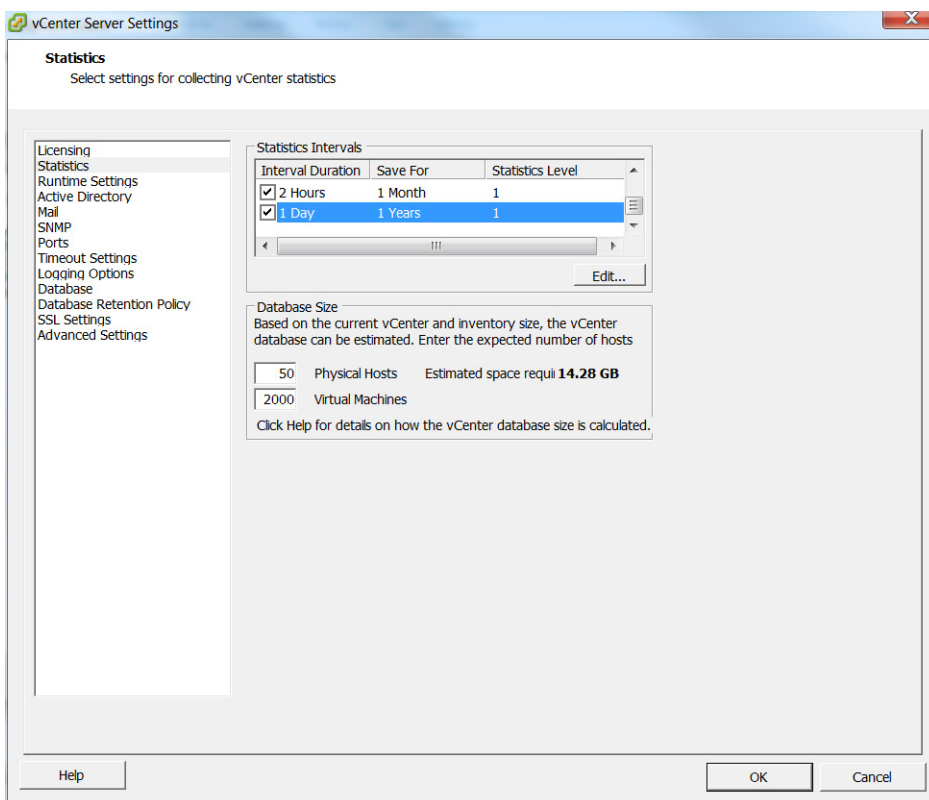 vCenter Server Settings
X
Statistics
Select settings for collecting vCenter statistics
Licensing
Statistics
Runtime Settings
Active Directory
Mail
SNMP
Ports
Timeout Settings
Logging Options
Database
Database Retention Policy
SSL Settings
Advanced Settings
Statistics Intervals
Interval Duration Save For Statistics Level
2 Hours 1 Month 1
1 Day 1 Years 1
Edit...
Database Size
Based on the current vCenter and inventory size, the vCenter
database can be estimated. Enter the expected number of hosts
50 Physical Hosts Estimated space requi 14.28 GB
2000 Virtual Machines
Click Help for details on how the vCenter database size is calculated.
Help OK Cancel